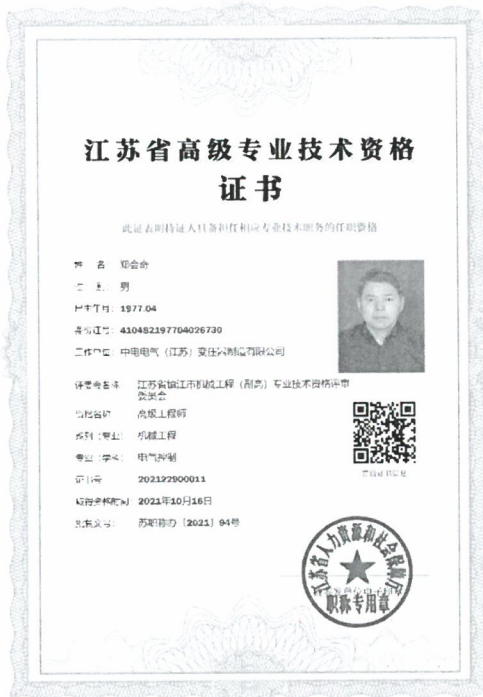 江苏省高级专业技术资格
证书
此证表明持证人具备担任相应专业技术职务的任职资格
姓 名 郑会奇
性 别： 男
出生年月： 1977.04
身份证号： 410482197704026730
工作单位： 中电电气（江苏）变压器制造有限公司
评委会名称 江苏省镇江市机械工程（副高）专业技术资格评审
委员会
资格名称 高级工程师
系列（专业） 机械工程
专业（学科） 电气控制
证书号 202122900011
取得资格时间 2021年10月16日
批准文号： 苏职称办〔2021〕94号
江苏省人力资源和社会保障厅
职称专用章